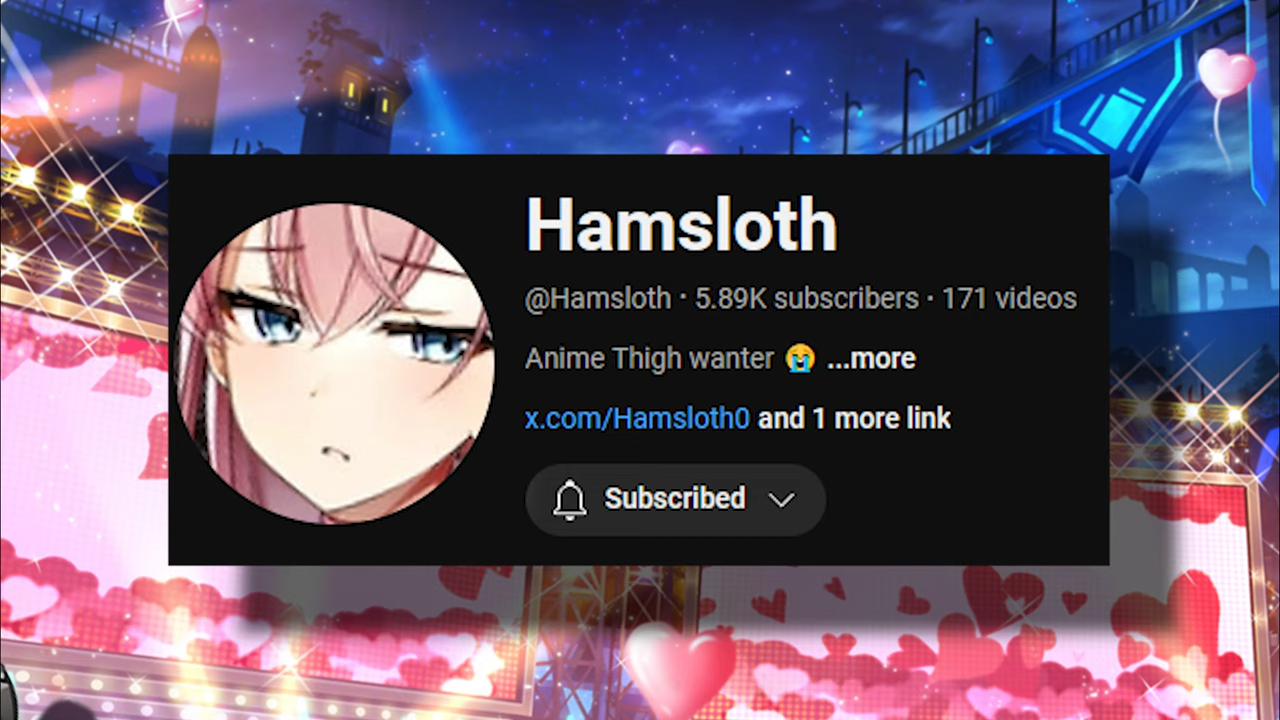 Hamsloth
@Hamsloth · 5.89K subscribers · 171 videos
Anime Thigh wanter 😭 ...more
x.com/Hamsloth0 and 1 more link
Subscribed